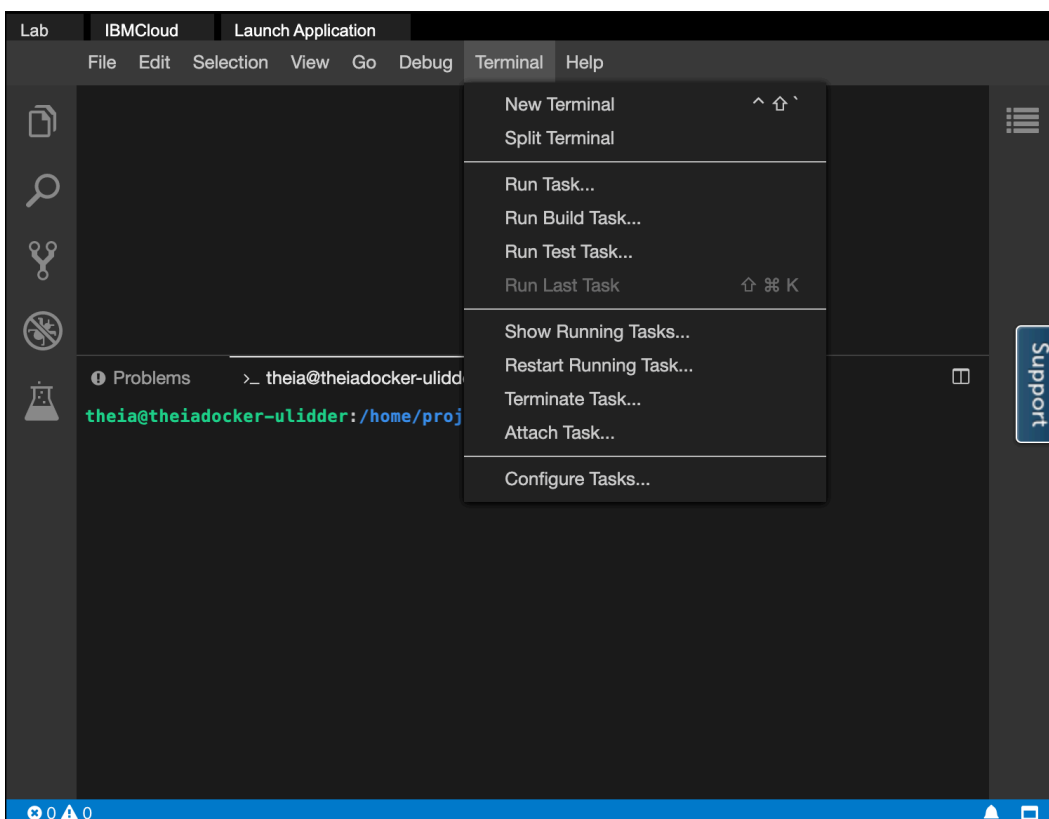 Lab IBMCloud Launch Application
File Edit Selection View Go Debug Terminal Help
New Terminal ^ ⇧ `
Split Terminal
Run Task...
Run Build Task...
Run Test Task...
Run Last Task ⇧ ⌘ K
Show Running Tasks...
Restart Running Task...
Terminate Task...
Attach Task...
Configure Tasks...
Support
Problems >_ theia@theiadocker-ulidd
theia@theiadocker-ulidder:/home/proj
0 0